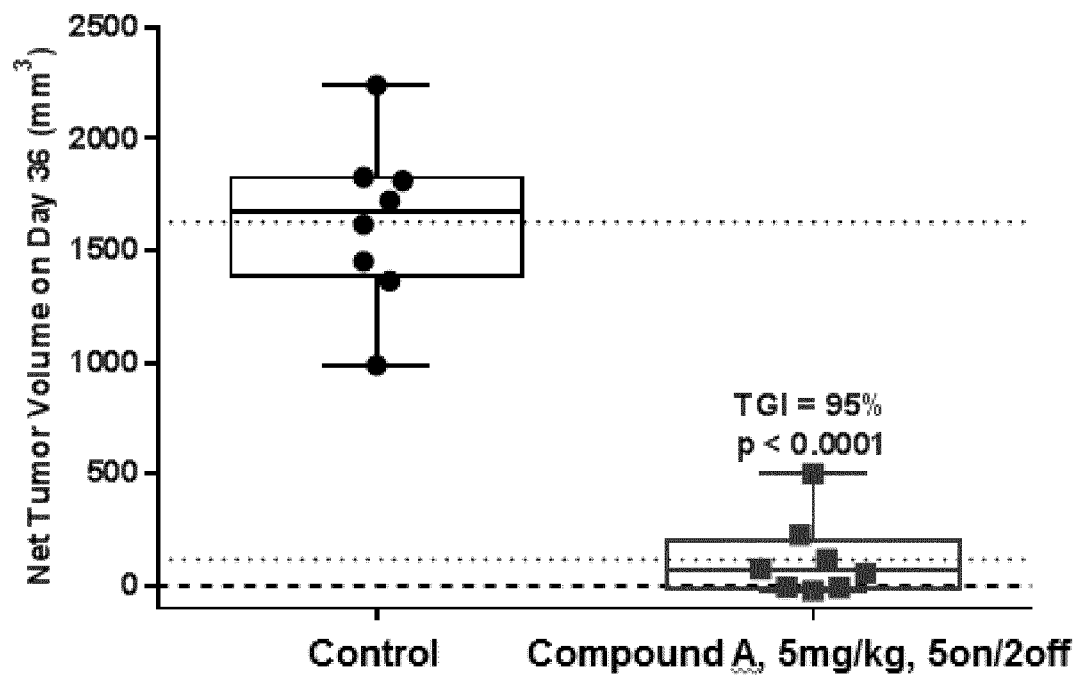 Net Tumor Volume on Day 36 (mm³)
2500
2000
1500
1000
500
0
TGI = 95%
p < 0.0001
Control
Compound A, 5mg/kg, 5on/2off